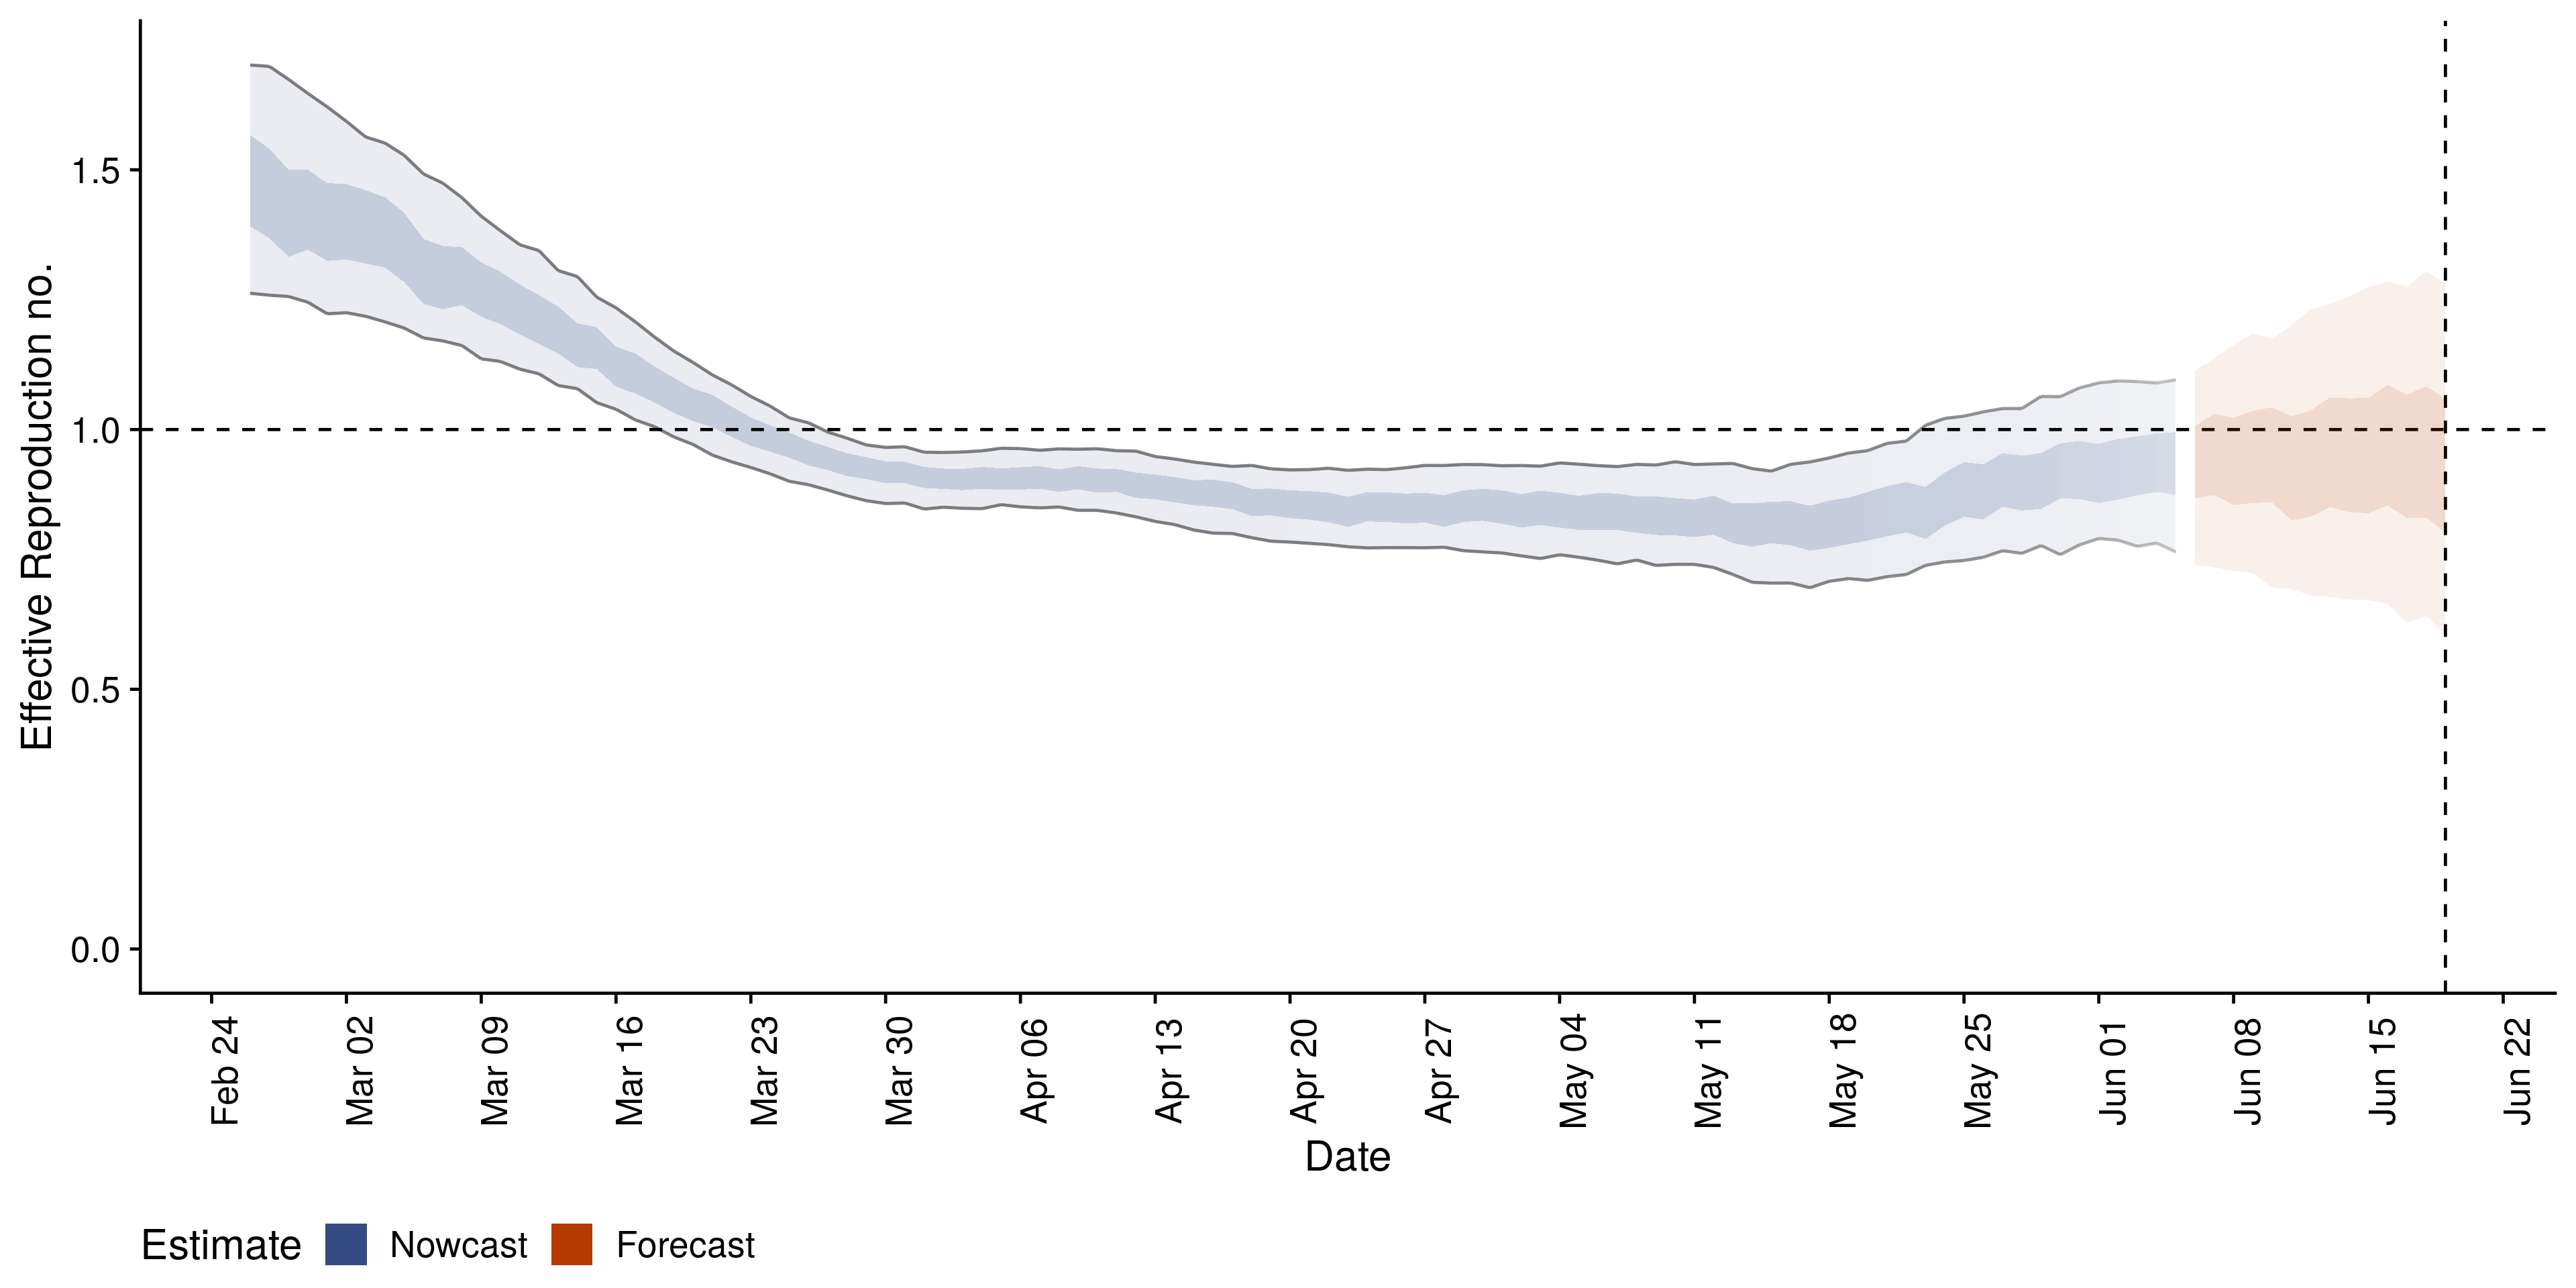 Effective Reproduction no.
1.5
1.0
0.5
0.0
Feb 24
Mar 02
Mar 09
Mar 16
Mar 23
Mar 30
Apr 06
Apr 13
Apr 20
Apr 27
May 04
May 11
May 18
May 25
Jun 01
Jun 08
Jun 15
Jun 22
Date
Estimate Nowcast Forecast